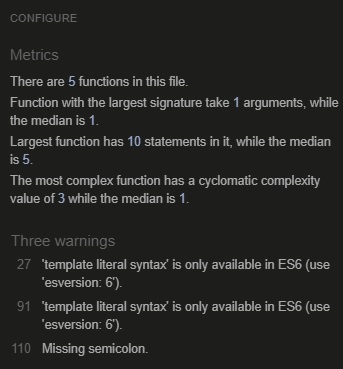 CONFIGURE
Metrics
There are 5 functions in this file.
Function with the largest signature take 1 arguments, while
the median is 1.
Largest function has 10 statements in it, while the median
is 5.
The most complex function has a cyclomatic complexity
value of 3 while the median is 1.
Three warnings
27 'template literal syntax' is only available in ES6 (use
'esversion: 6').
91 'template literal syntax' is only available in ES6 (use
'esversion: 6').
110 Missing semicolon.